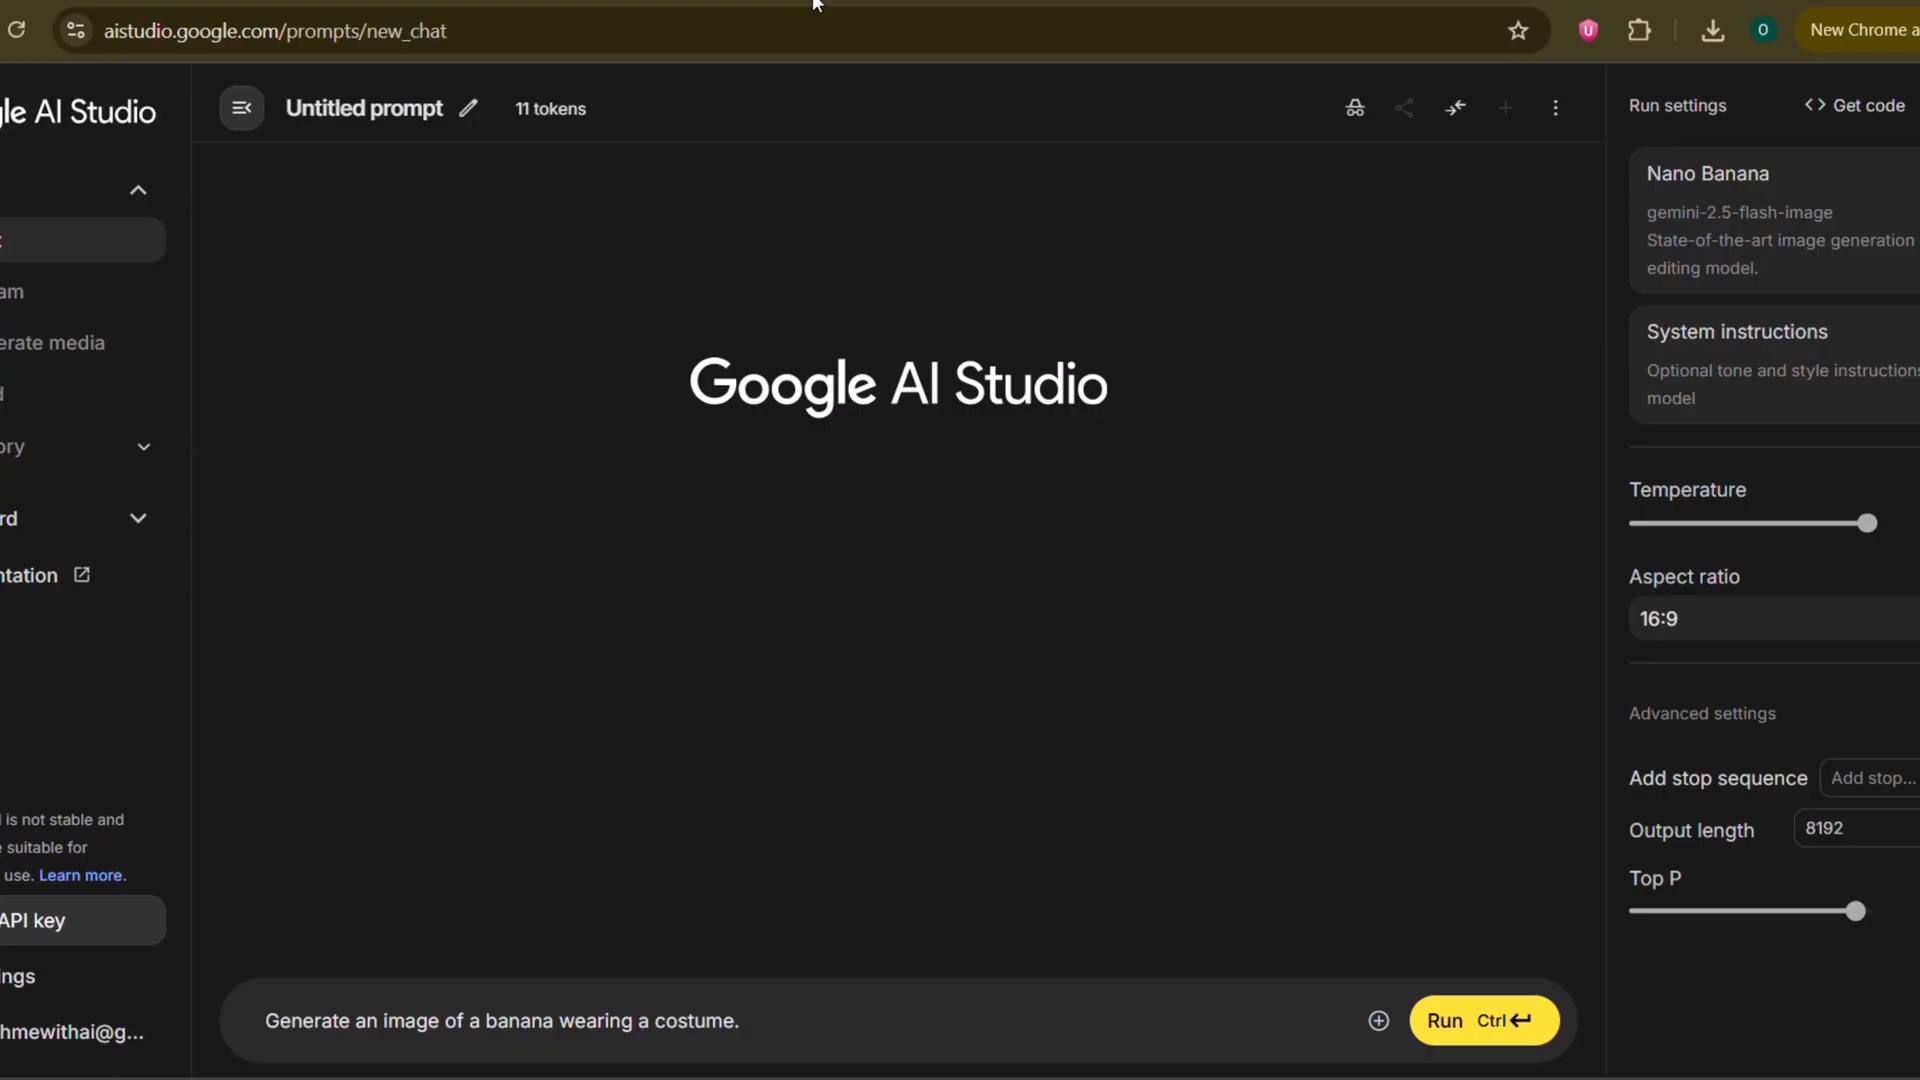 aistudio.google.com/prompts/new_chat
New Chrome a
gle AI Studio
Untitled prompt
11 tokens
Run settings
<> Get code
Nano Banana
gemini-2.5-flash-image
State-of-the-art image generation
editing model.
am
erate media
ory
System instructions
Optional tone and style instructions
model
Google AI Studio
rd
Temperature
ntation
Aspect ratio
16:9
Advanced settings
Add stop sequence
Add stop...
is not stable and
suitable for
use. Learn more.
Output length
8192
Top P
API key
ings
hmewithai@g...
Generate an image of a banana wearing a costume.
Run Ctrl